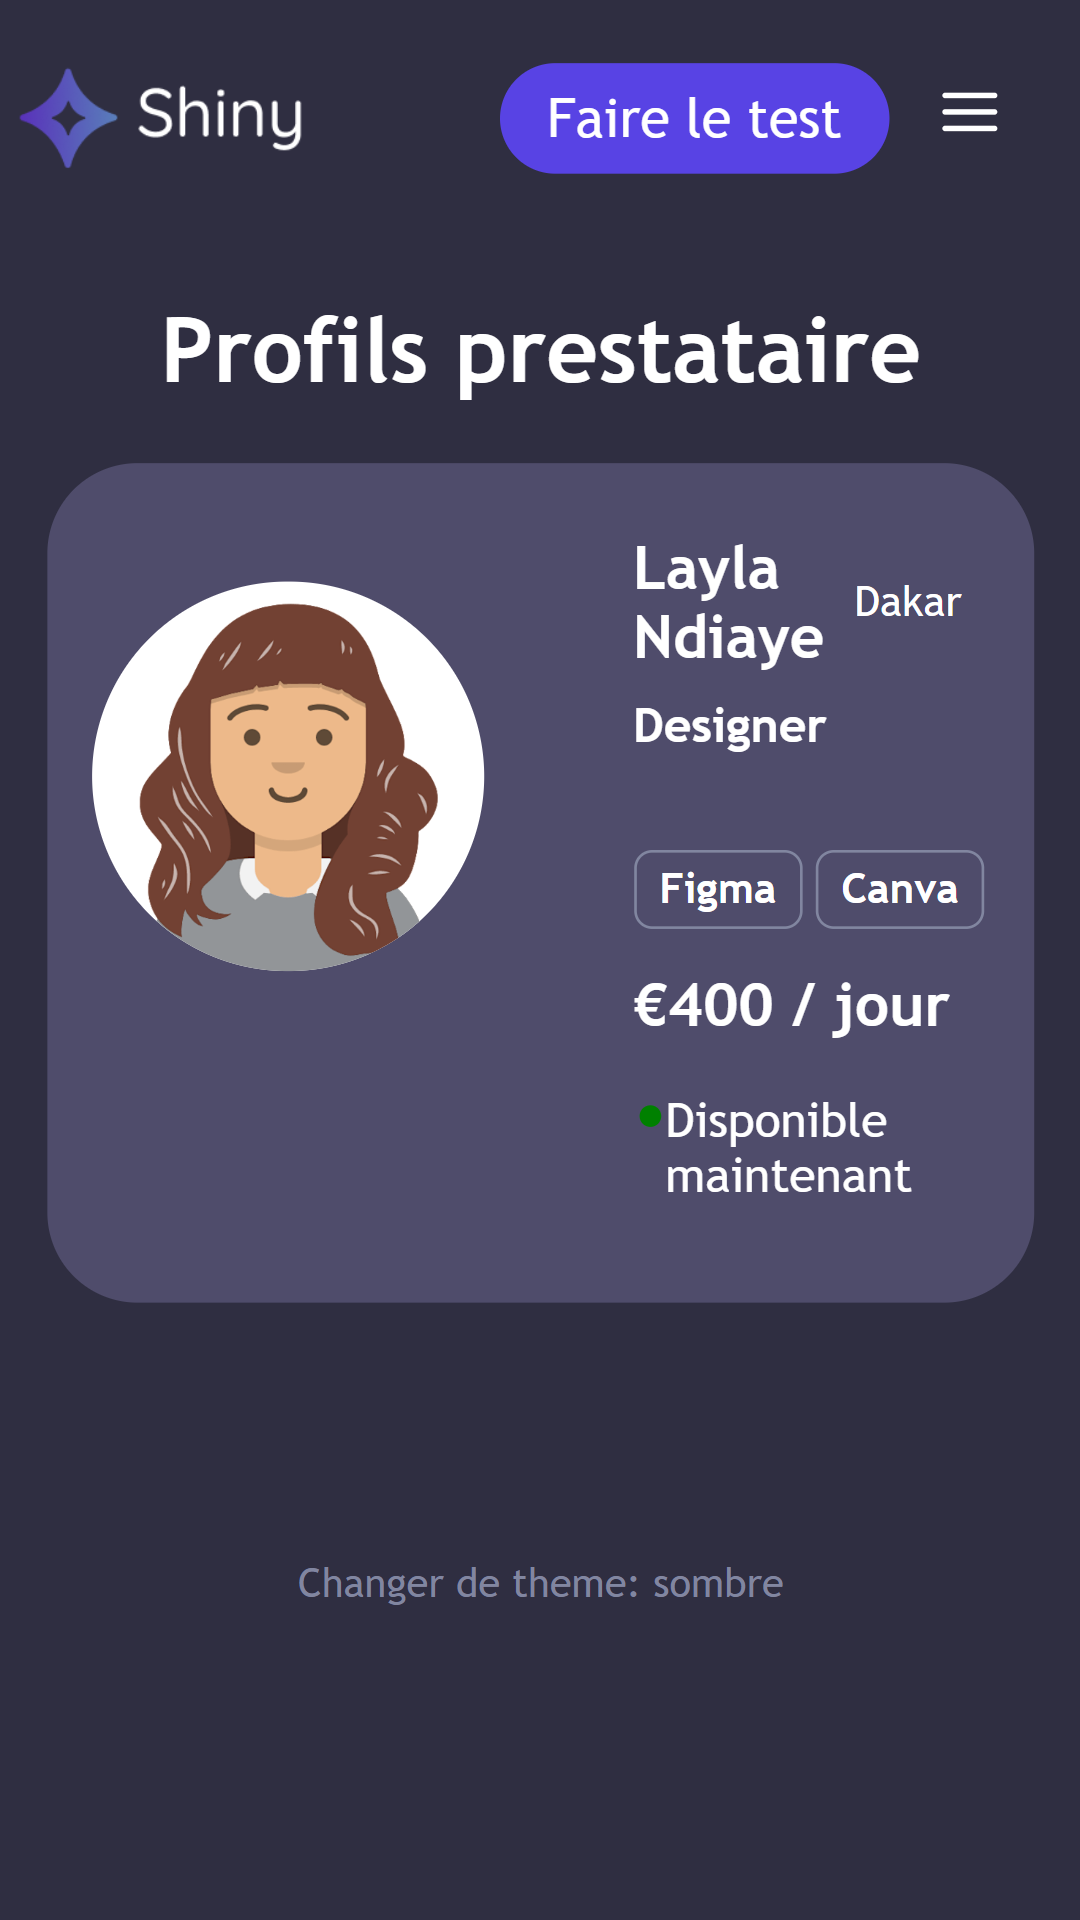 Shiny
Faire le test
Profils prestataire
Layla
Ndiaye
Dakar
Designer
Figma
Canva
€400 / jour
Disponible
maintenant
Changer de theme: sombre